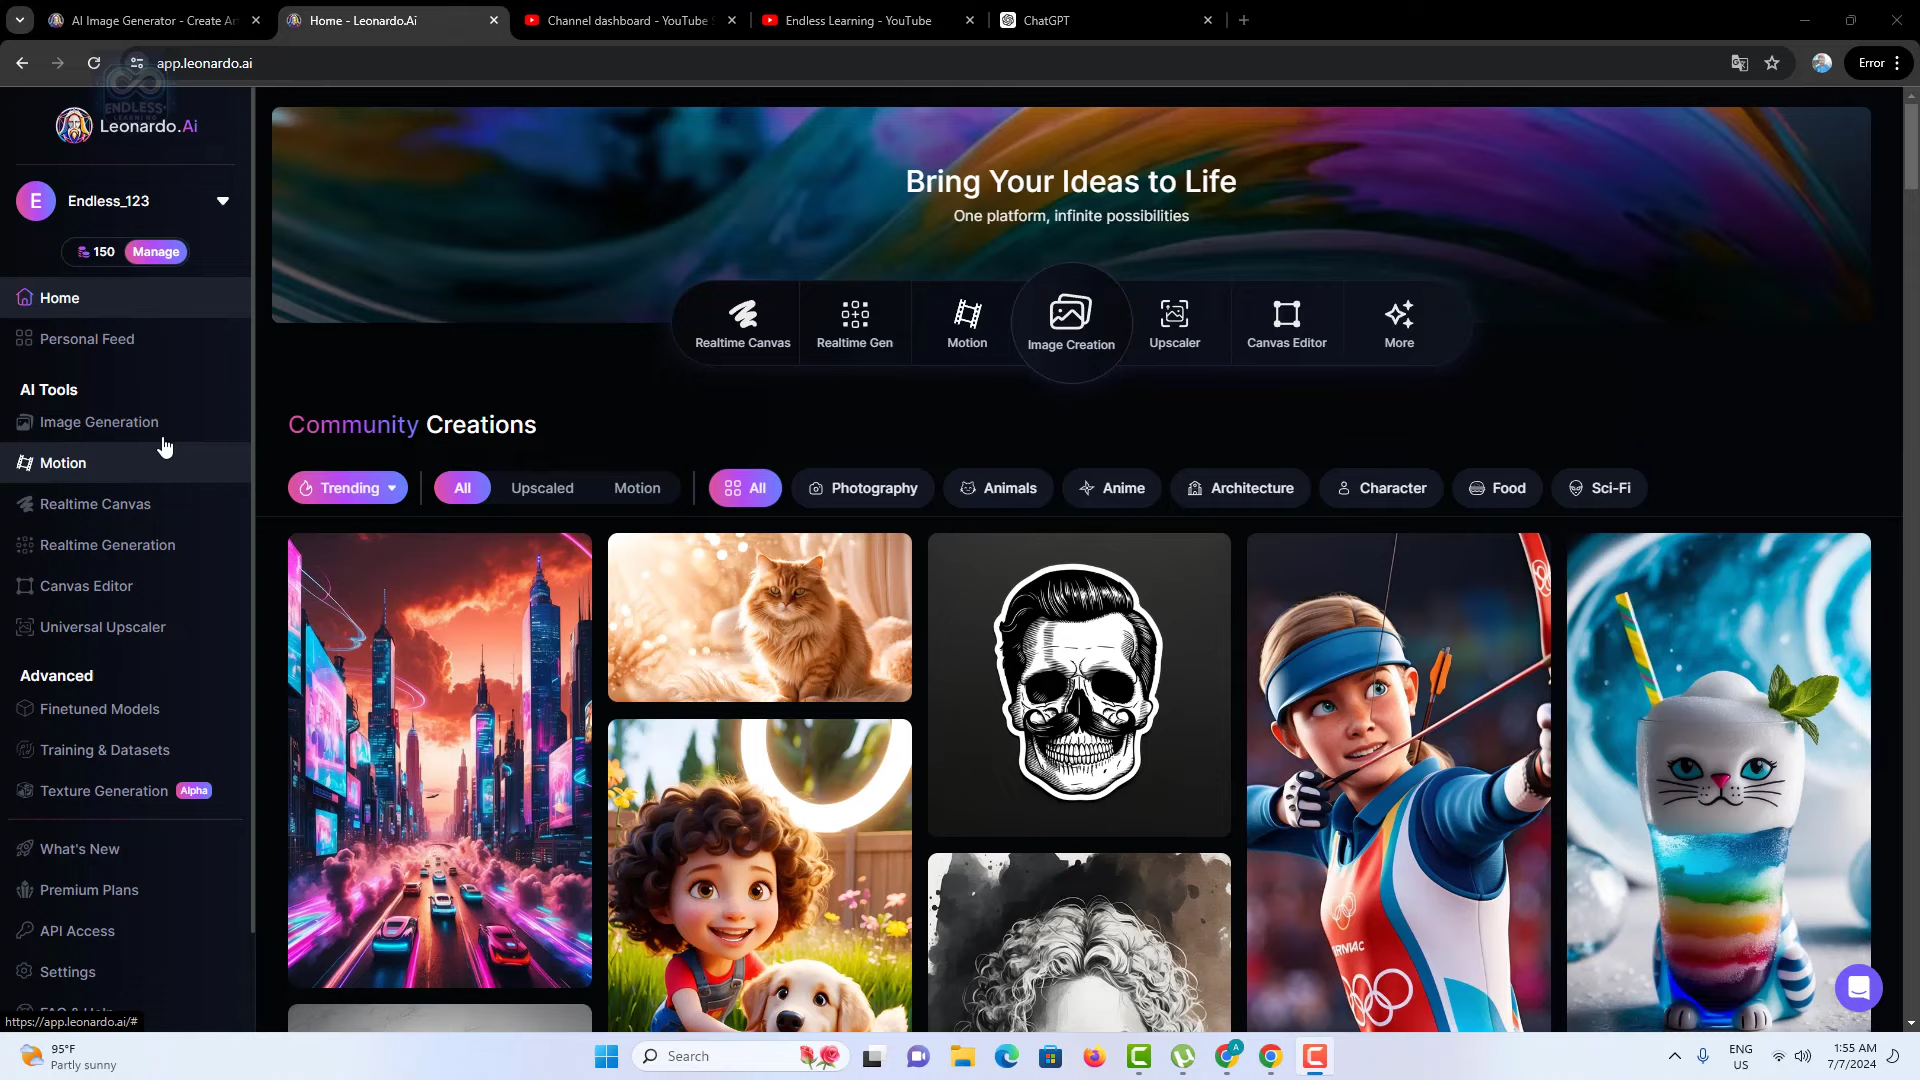 AI Image Generator - Create Ar
Home - Leonardo.Ai
Channel dashboard - YouTube S
Endless Learning - YouTube
ChatGPT
app.leonardo.ai
Error
ENDLESS
LEARNING
Leonardo.Ai
E
Endless_123
150
Manage
Home
Personal Feed
AI Tools
Image Generation
Motion
Realtime Canvas
Realtime Generation
Canvas Editor
Universal Upscaler
Advanced
Finetuned Models
Training & Datasets
Texture Generation
Alpha
What's New
Premium Plans
API Access
Settings
FAQ & Help
https://app.leonardo.ai/#
Bring Your Ideas to Life
One platform, infinite possibilities
Realtime Canvas
Realtime Gen
Motion
Image Creation
Upscaler
Canvas Editor
More
Community Creations
Trending
All
Upscaled
Motion
All
Photography
Animals
Anime
Architecture
Character
Food
Sci-Fi
95°F
Partly sunny
Search
A
ENG
US
1:55 AM
7/7/2024